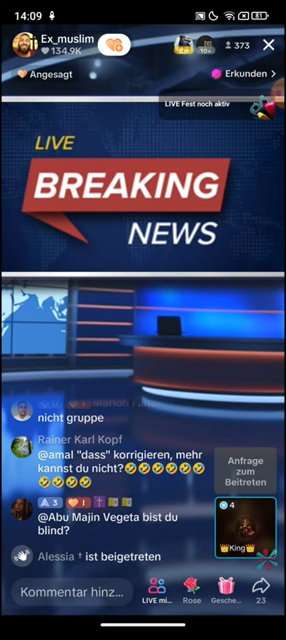 14:09
81
Ex_muslim
134.9K
10+
373
Angesagt
Erkunden
LIVE Fest noch aktiv
LIVE
BREAKING
NEWS
nicht gruppe
Rainer Karl Kopf
@amal "dass" korrigieren, mehr
kannst du nicht?🤣🤣🤣🤣🤣🤣
🤣🤣🤣🤣
Anfrage
zum
Beitreten
3 1
@Abu Majin Vegeta bist du
blind?
4
👑King👑
Alessia † ist beigetreten
Kommentar hinz...
LIVE mi...
Rose
Gesche...
23